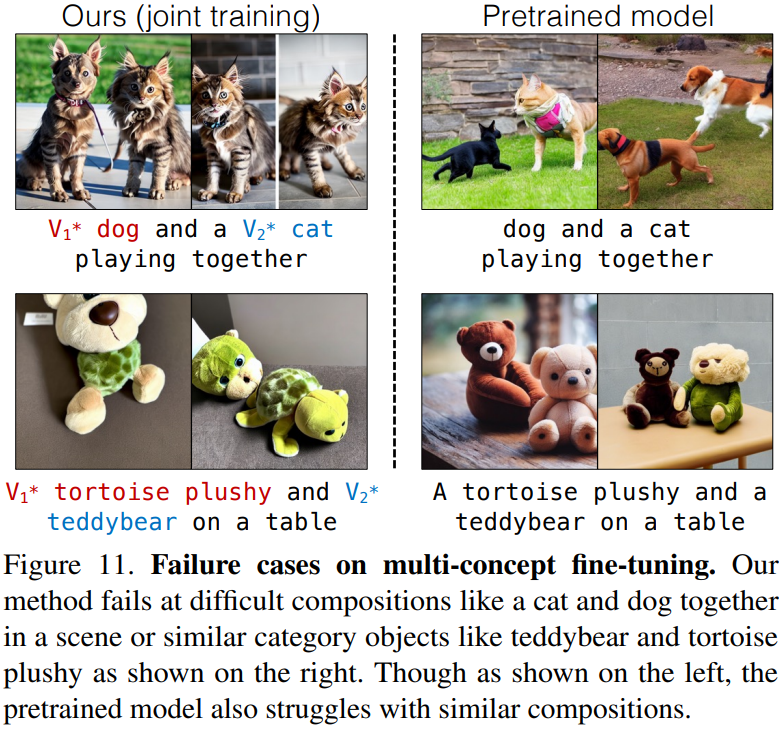 Ours (joint training)
Pretrained model
V₁* dog and a V₂* cat
playing together
dog and a cat
playing together
V₁* tortoise plushy and V₂*
teddybear on a table
A tortoise plushy and a
teddybear on a table
Figure 11. Failure cases on multi-concept fine-tuning. Our
method fails at difficult compositions like a cat and dog together
in a scene or similar category objects like teddybear and tortoise
plushy as shown on the right. Though as shown on the left, the
pretrained model also struggles with similar compositions.